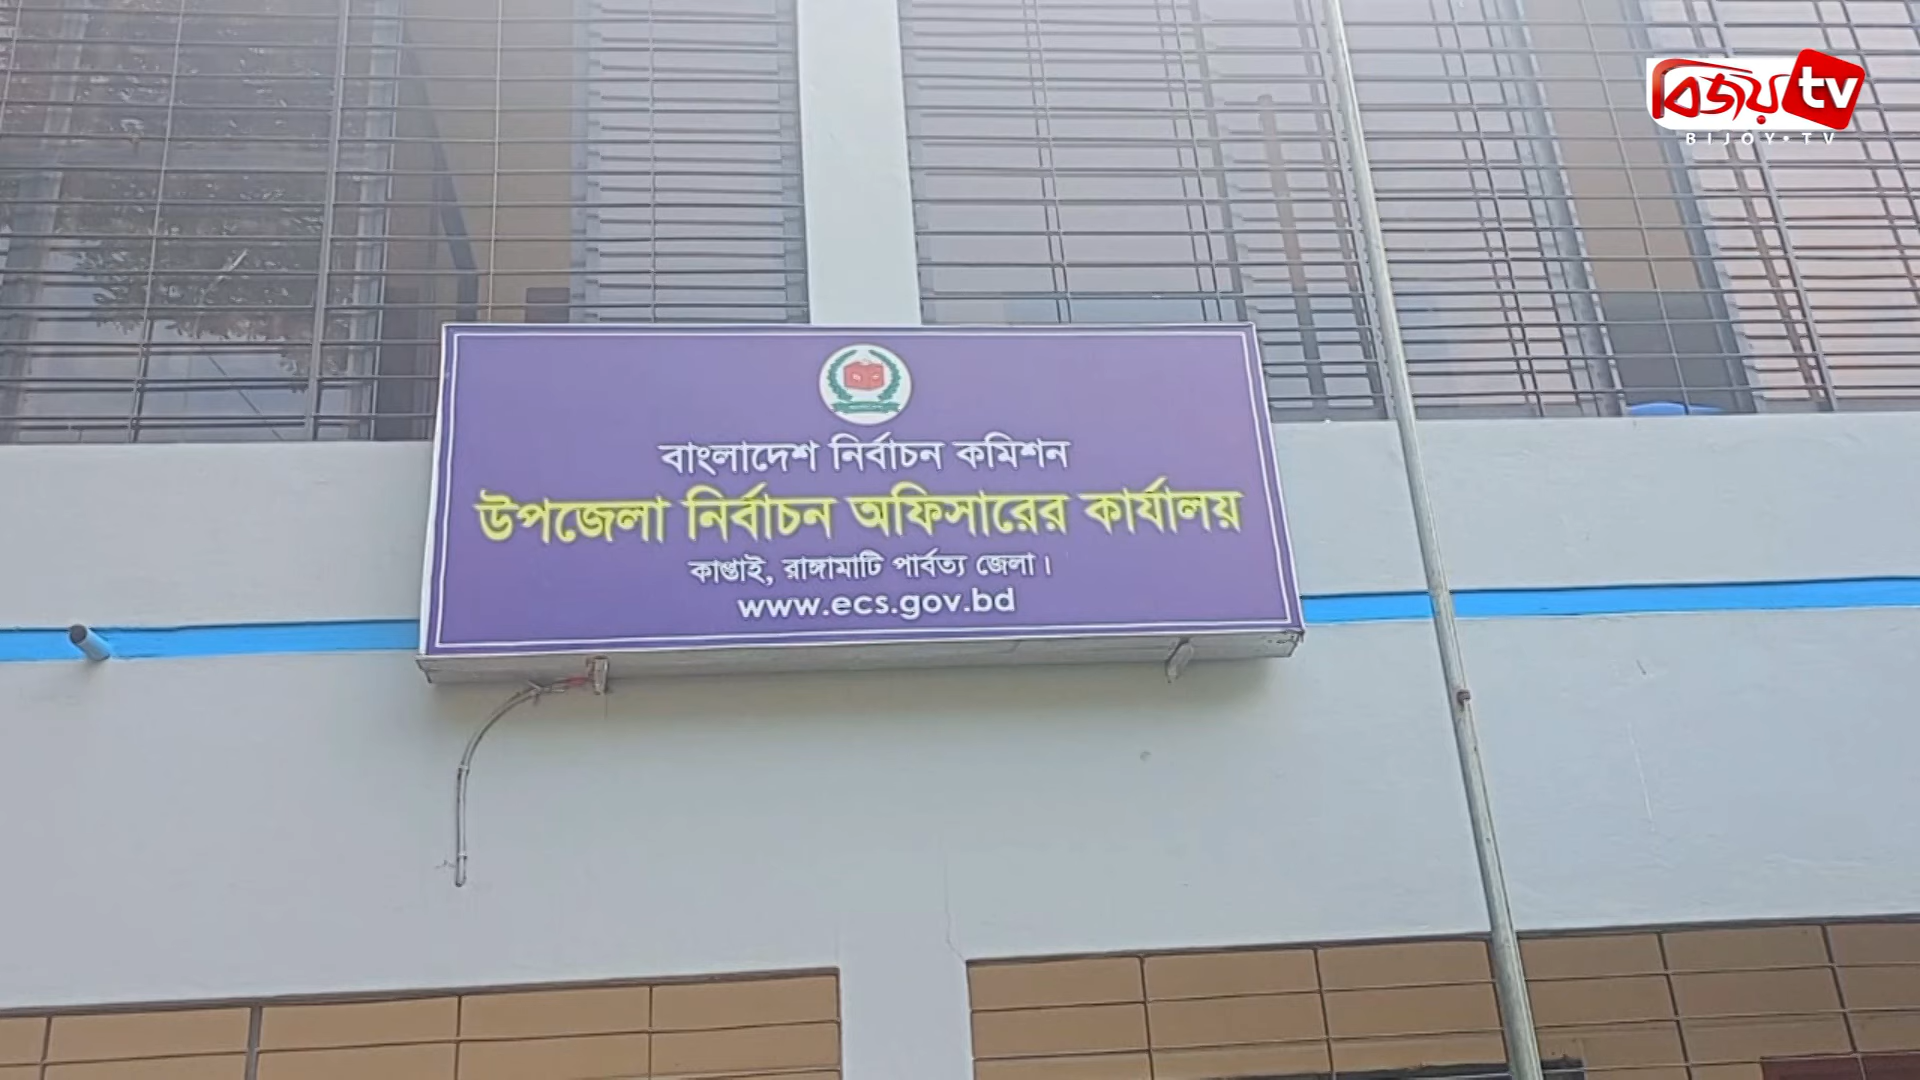 বিজয় tv
BIJOY•TV
বাংলাদেশ নির্বাচন কমিশন
উপজেলা নির্বাচন অফিসারের কার্যালয়
কাপ্তাই, রাঙ্গামাটি পার্বত্য জেলা।
www.ecs.gov.bd